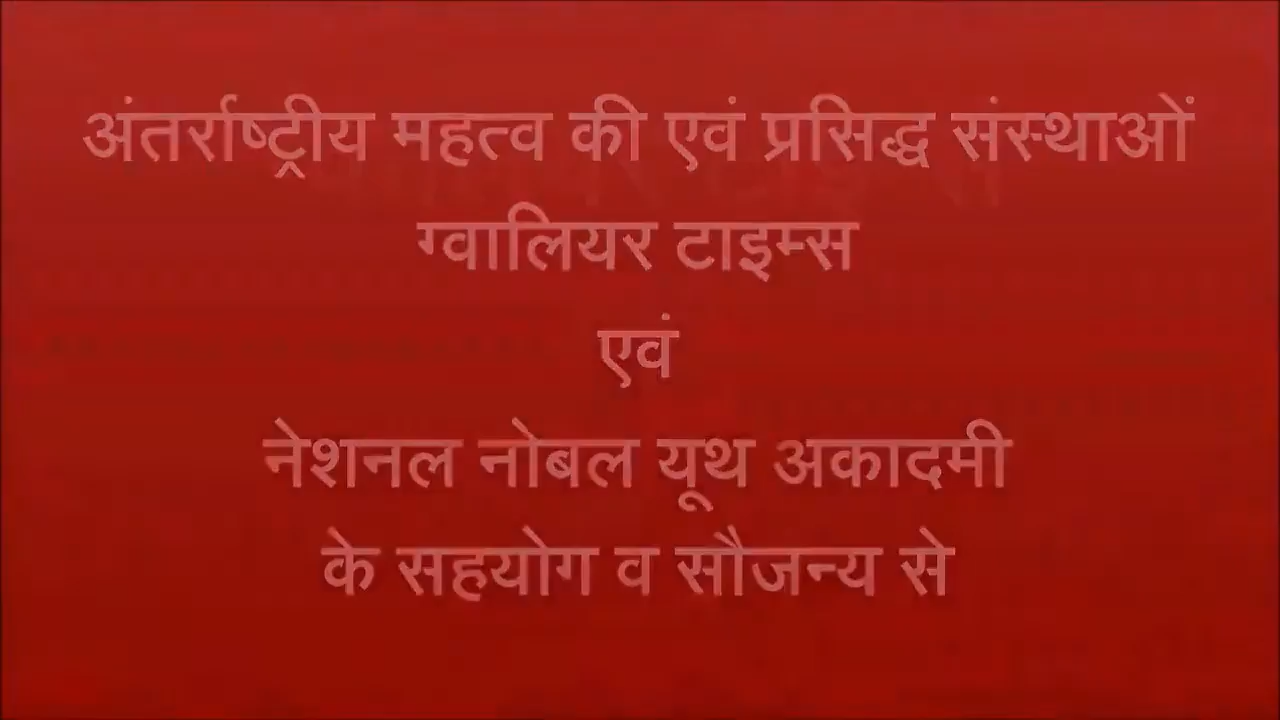 अंतर्राष्ट्रीय महत्व की एवं प्रसिद्ध संस्थाओं
ग्वालियर टाइम्स
एवं
नेशनल नोबल यूथ अकादमी
के सहयोग व सौजन्य से